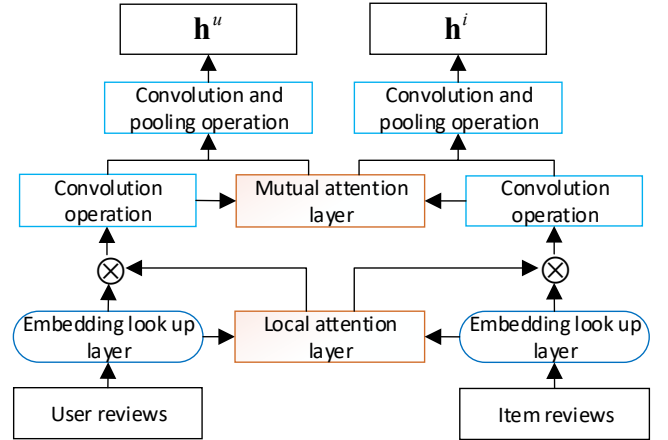 h^u
h^i
Convolution and
pooling operation
Convolution and
pooling operation
Convolution
operation
Mutual attention
layer
Convolution
operation
Embedding look up
layer
Local attention
layer
Embedding look up
layer
User reviews
Item reviews